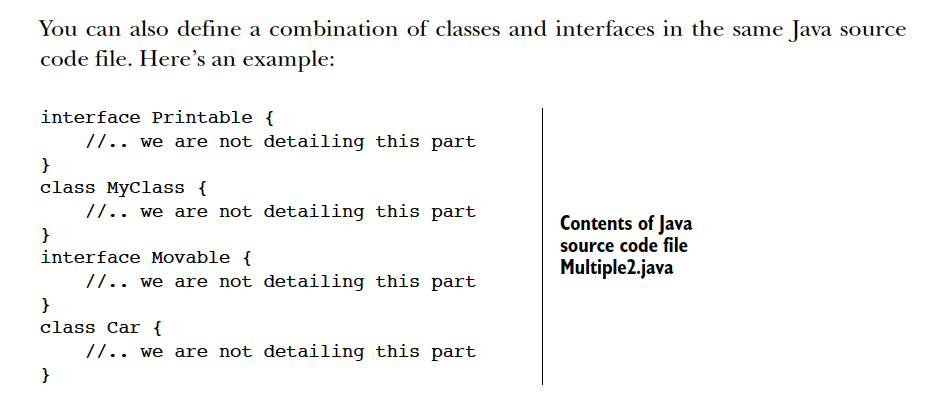 You can also define a combination of classes and interfaces in the same Java source
code file. Here's an example:
interface Printable {
    //.. we are not detailing this part
}
class MyClass {
    //.. we are not detailing this part
}
interface Movable {
    //.. we are not detailing this part
}
class Car {
    //.. we are not detailing this part
}
Contents of Java
source code file
Multiple2.java